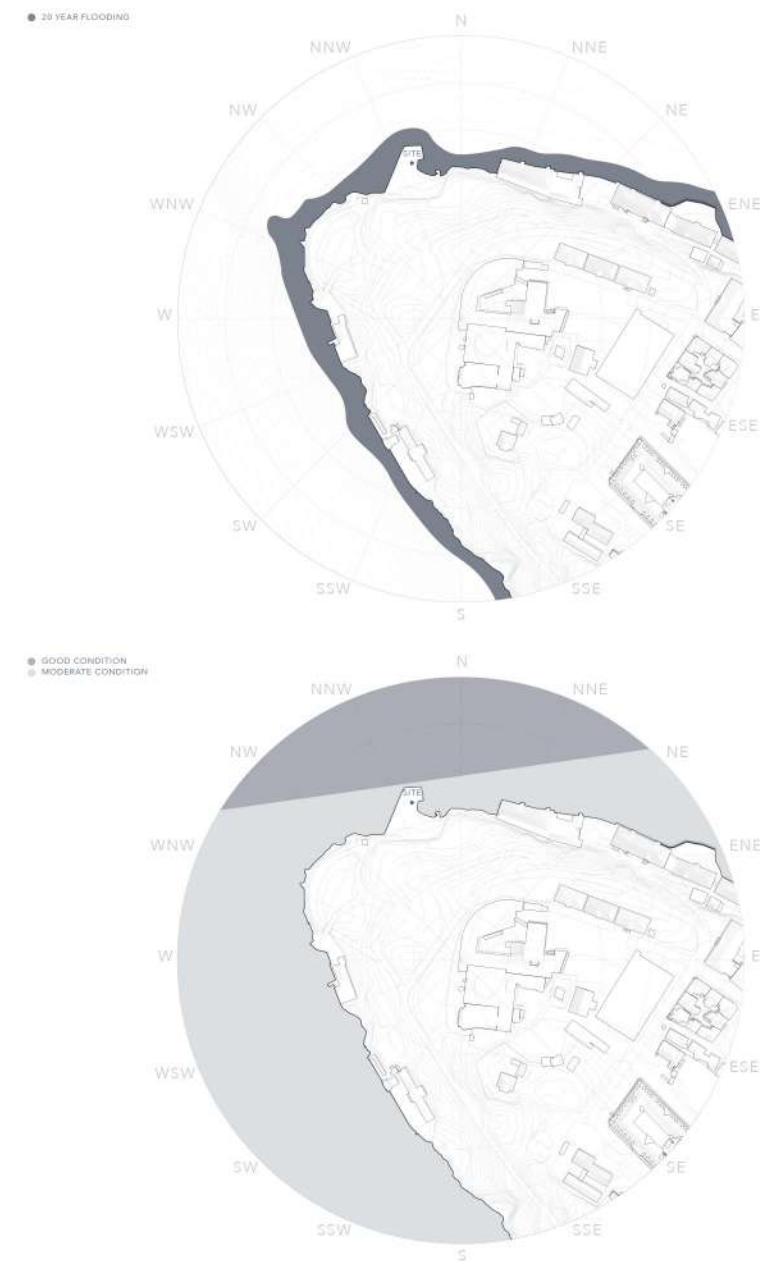 20 YEAR FLOODING
N
NNW
NNE
NW
NE
SITE
WNW
ENE
W
E
WSW
ESE
SW
SE
SSW
SSE
S
GOOD CONDITION
MODERATE CONDITION
N
NNW
NNE
NW
NE
SITE
WNW
ENE
W
E
WSW
ESE
SW
SE
SSW
SSE
S